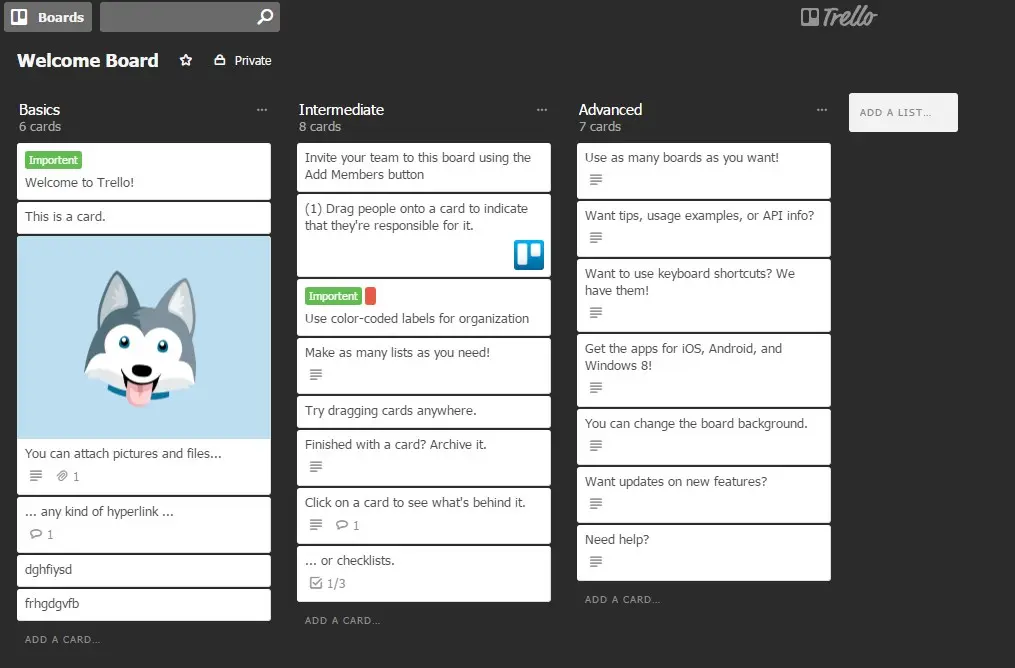 Boards
Trello
Welcome Board
Private
Basics
6 cards
Importent
Welcome to Trello!
This is a card.
You can attach pictures and files...
1
... any kind of hyperlink ...
1
dghfiysd
frhgdgvfb
ADD A CARD...
Intermediate
8 cards
Invite your team to this board using the
Add Members button
(1) Drag people onto a card to indicate
that they're responsible for it.
Importent
Use color-coded labels for organization
Make as many lists as you need!
Try dragging cards anywhere.
Finished with a card? Archive it.
Click on a card to see what's behind it.
1
... or checklists.
1/3
ADD A CARD...
Advanced
7 cards
Use as many boards as you want!
Want tips, usage examples, or API info?
Want to use keyboard shortcuts? We
have them!
Get the apps for iOS, Android, and
Windows 8!
You can change the board background.
Want updates on new features?
Need help?
ADD A CARD...
ADD A LIST...